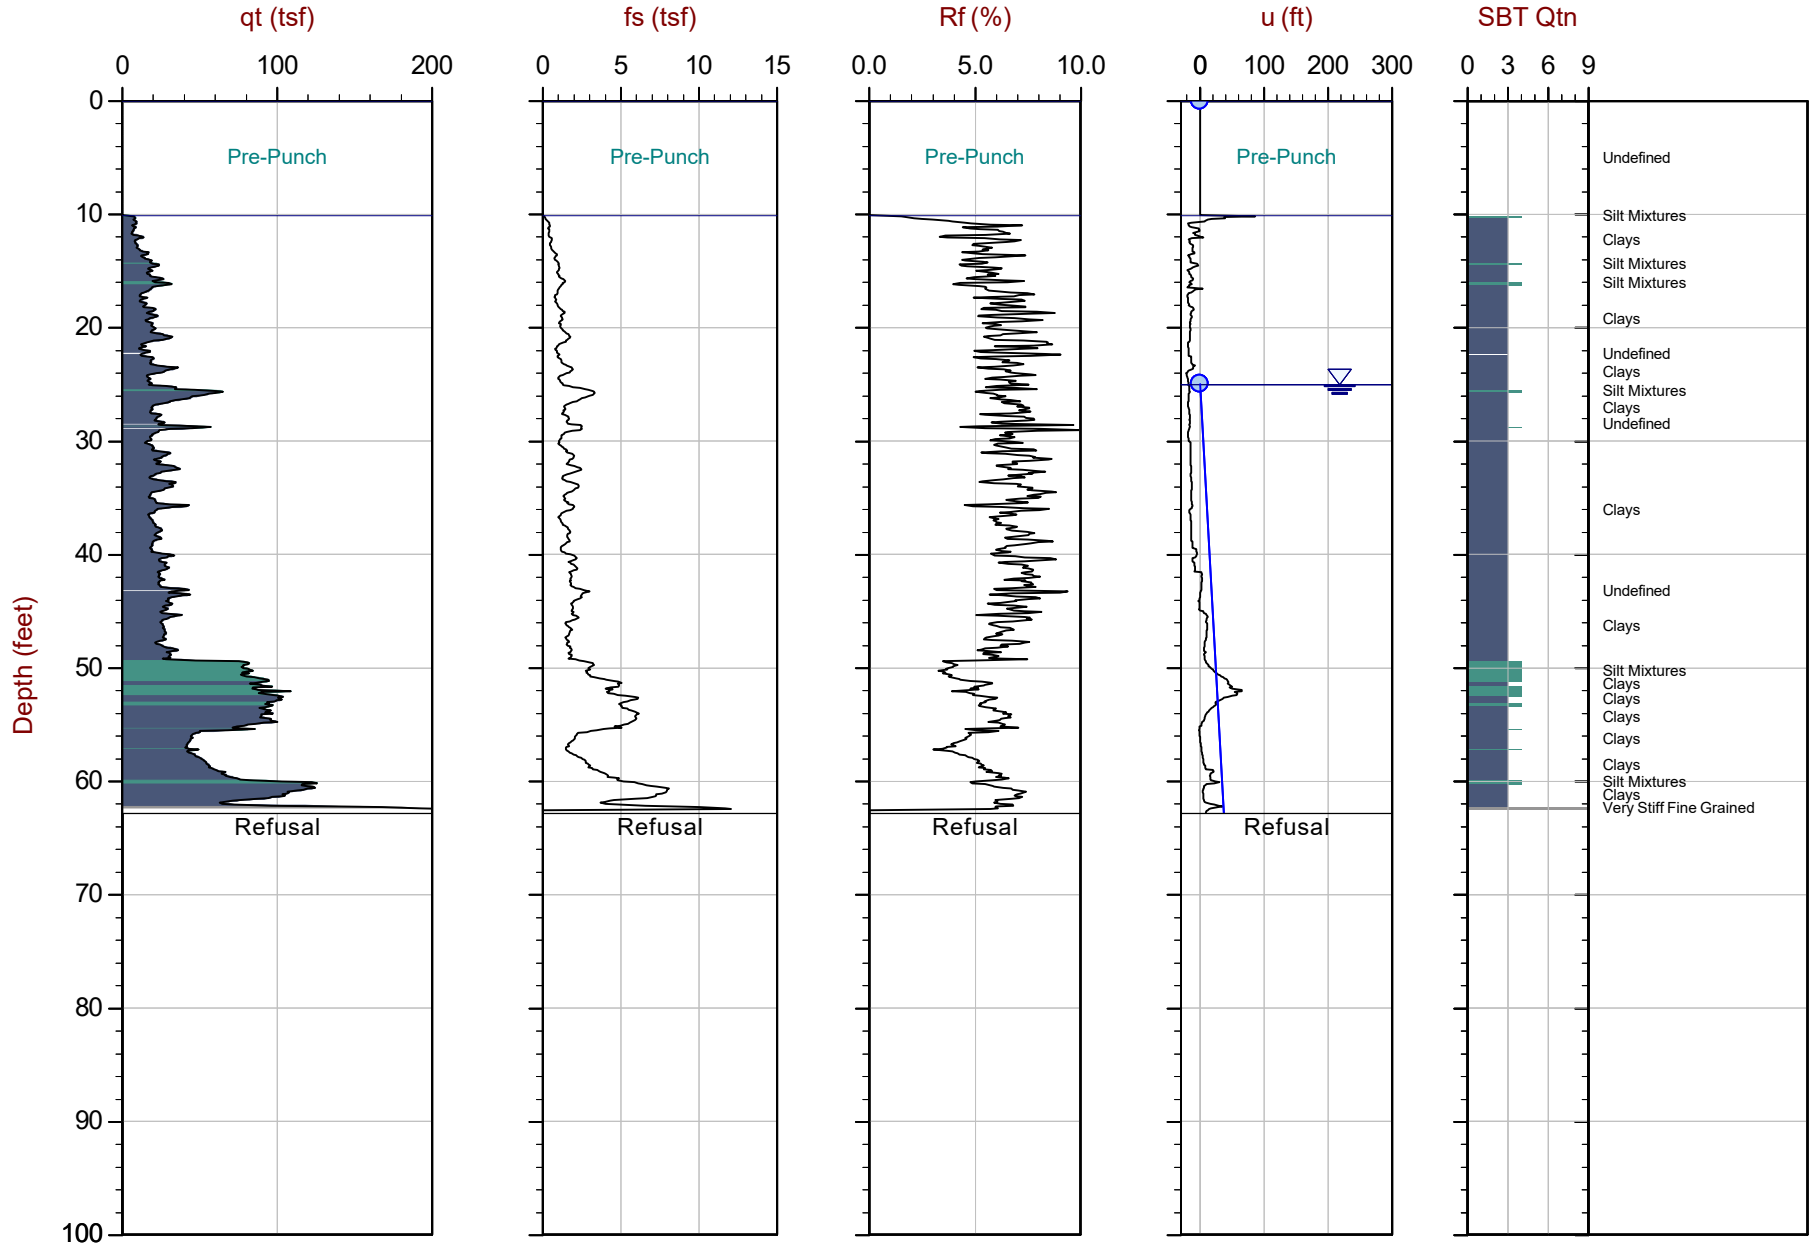 qt (tsf) fs (tsf) Rf (%) u (ft) SBT Qtn
0 100 200 0 5 10 15 0.0 5.0 10.0 0 100 200 300 0 3 6 9
0
Pre-Punch Pre-Punch Pre-Punch Pre-Punch Undefined
10 Silt Mixtures
Clays
Silt Mixtures
Silt Mixtures
Clays
20
Undefined
Clays
Silt Mixtures
Clays
Undefined
30
Clays
40
Undefined
Clays
50 Silt Mixtures
Clays
Clays
Clays
Clays
Clays
60 Silt Mixtures
Clays
Very Stiff Fine Grained
Refusal Refusal Refusal Refusal
70
80
90
100
Depth (feet)